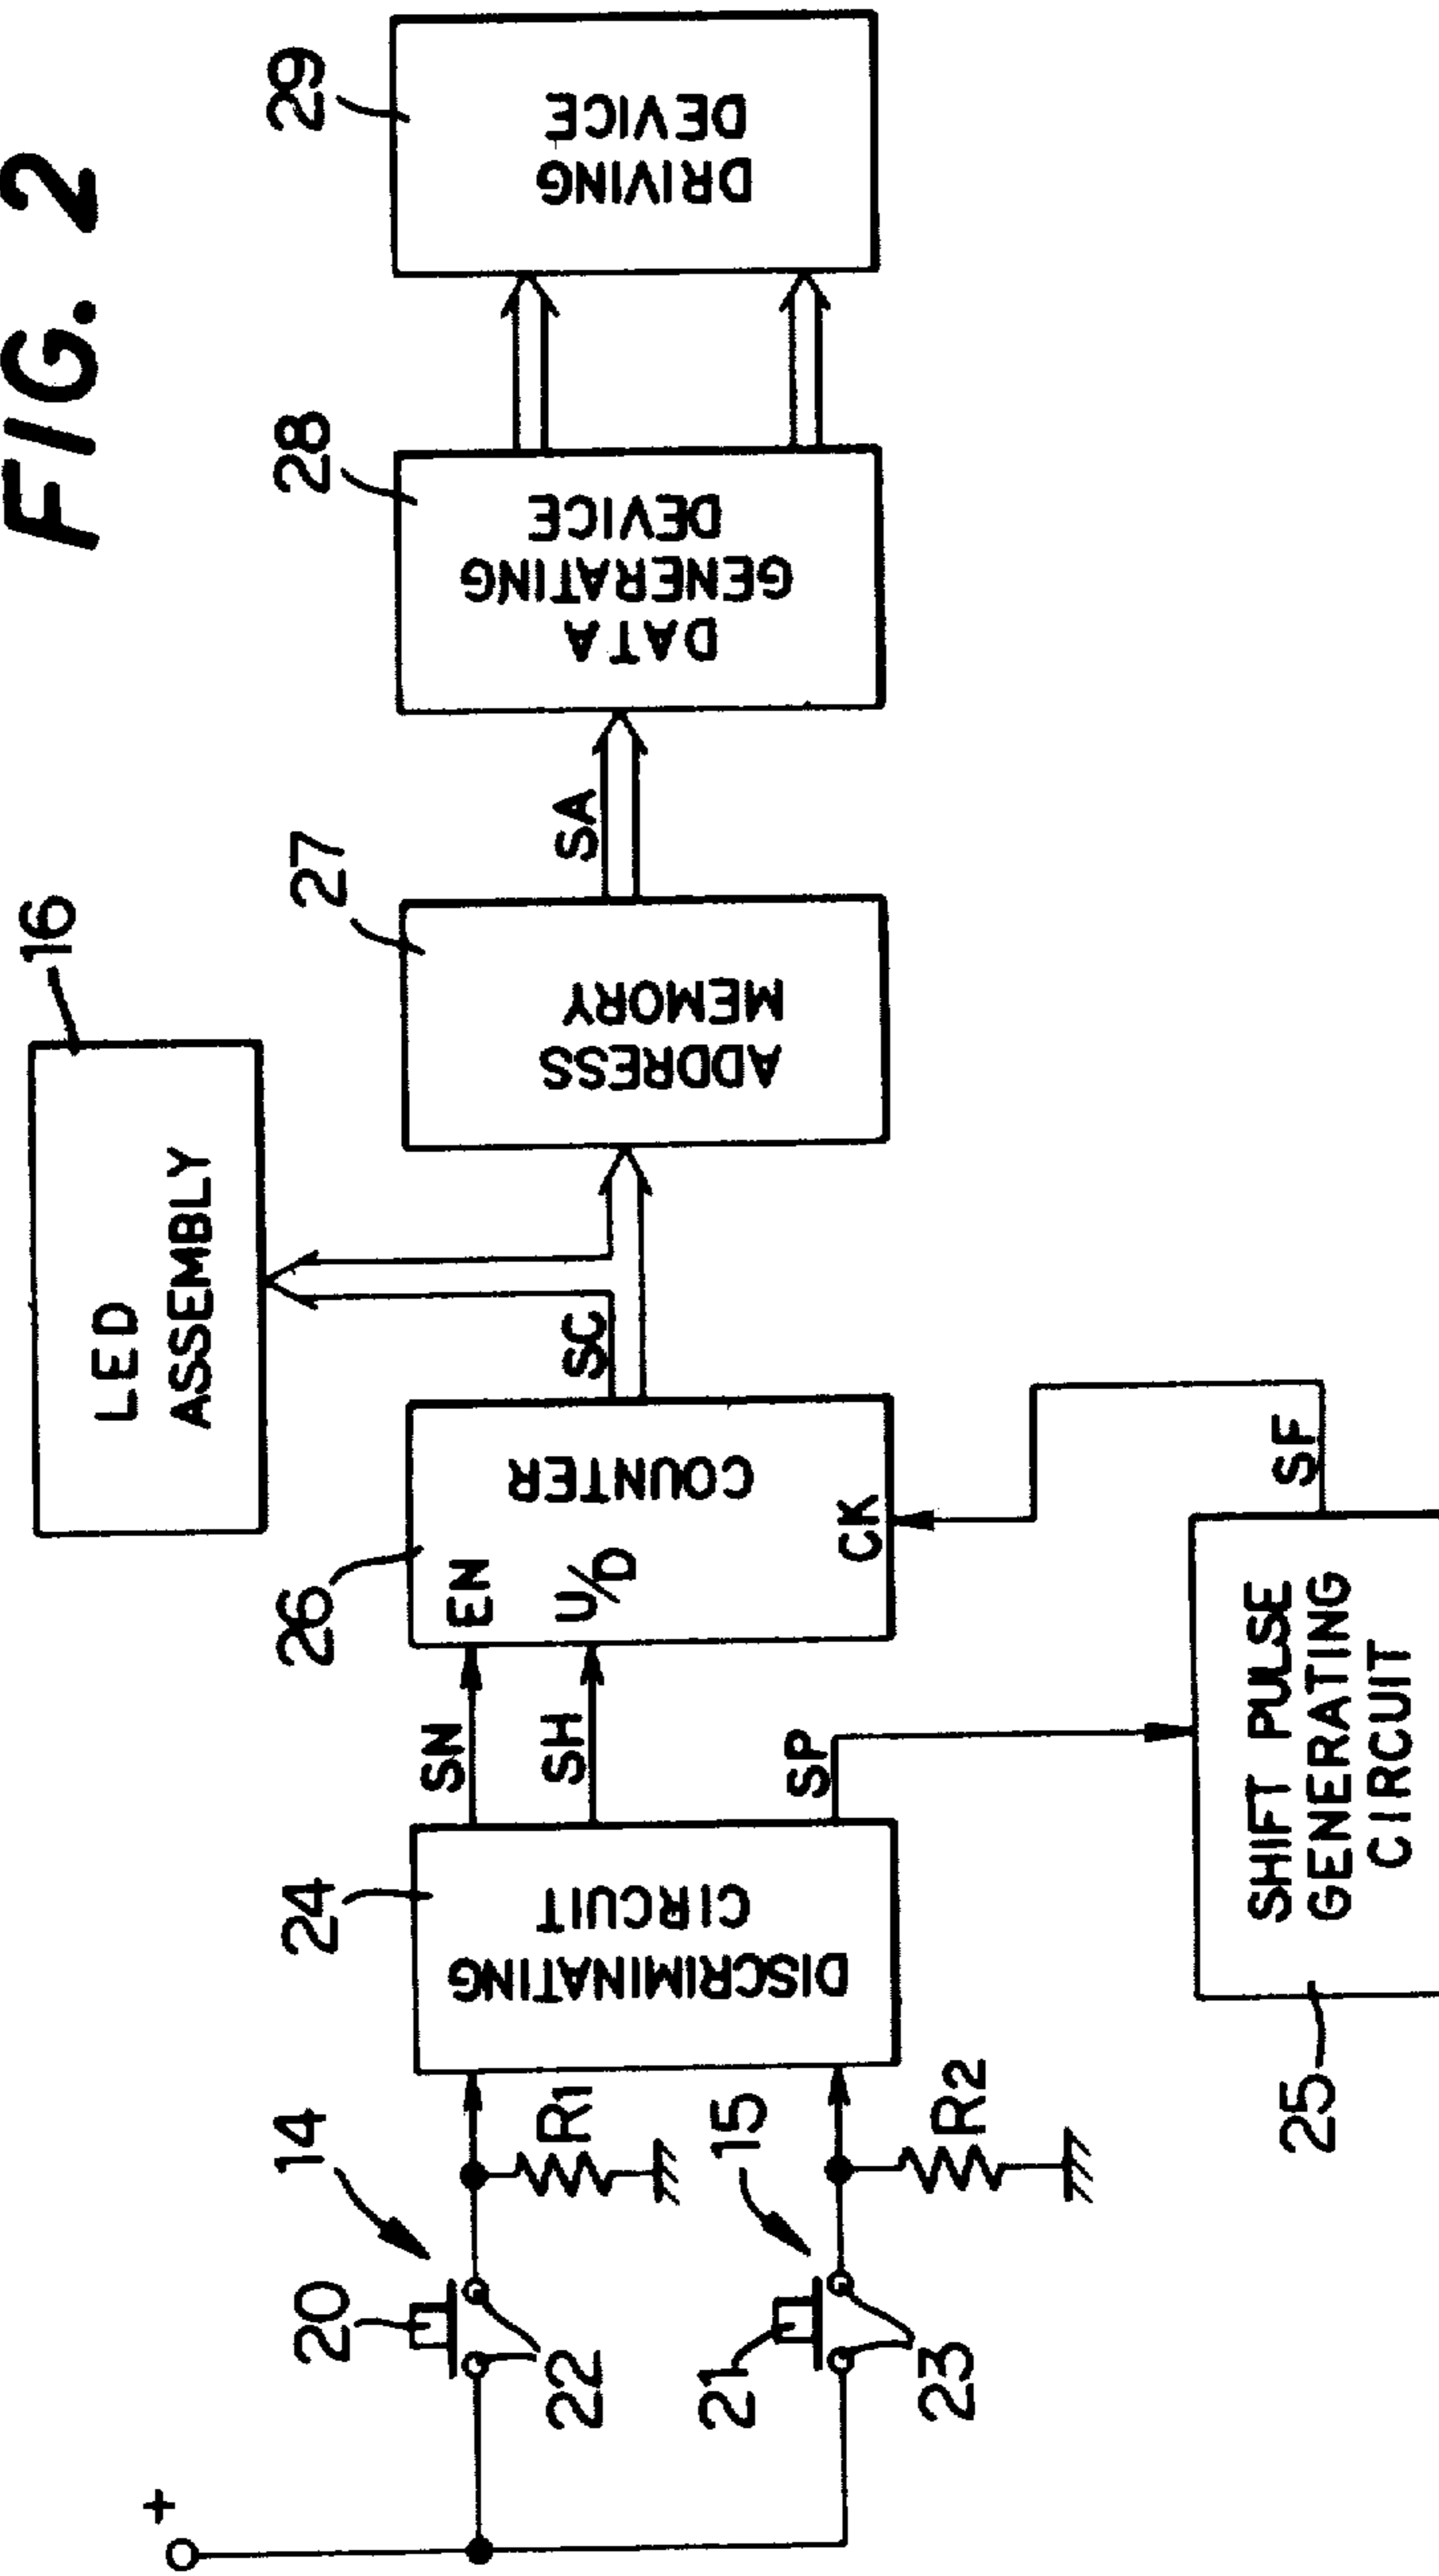 FIG. 2
+
20
14
22
R1
21
15
23
R2
24
DISCRIMINATING
CIRCUIT
SN
SH
SP
25
SHIFT PULSE
GENERATING
CIRCUIT
SF
26
EN
U/D
CK
COUNTER
SC
16
LED
ASSEMBLY
27
ADDRESS
MEMORY
SA
28
DATA
GENERATING
DEVICE
29
DRIVING
DEVICE